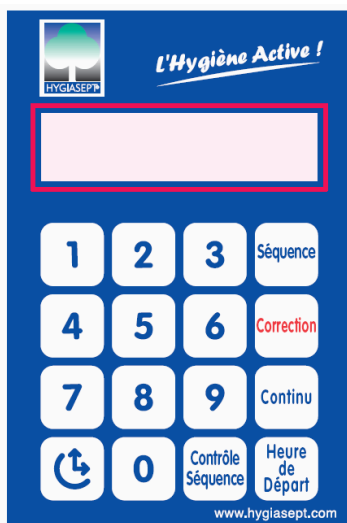 HYGIASEPT
L'Hygiène Active !
1 2 3 Séquence
4 5 6 Correction
7 8 9 Continu
0 Contrôle Séquence Heure de Départ
www.hygiasept.com